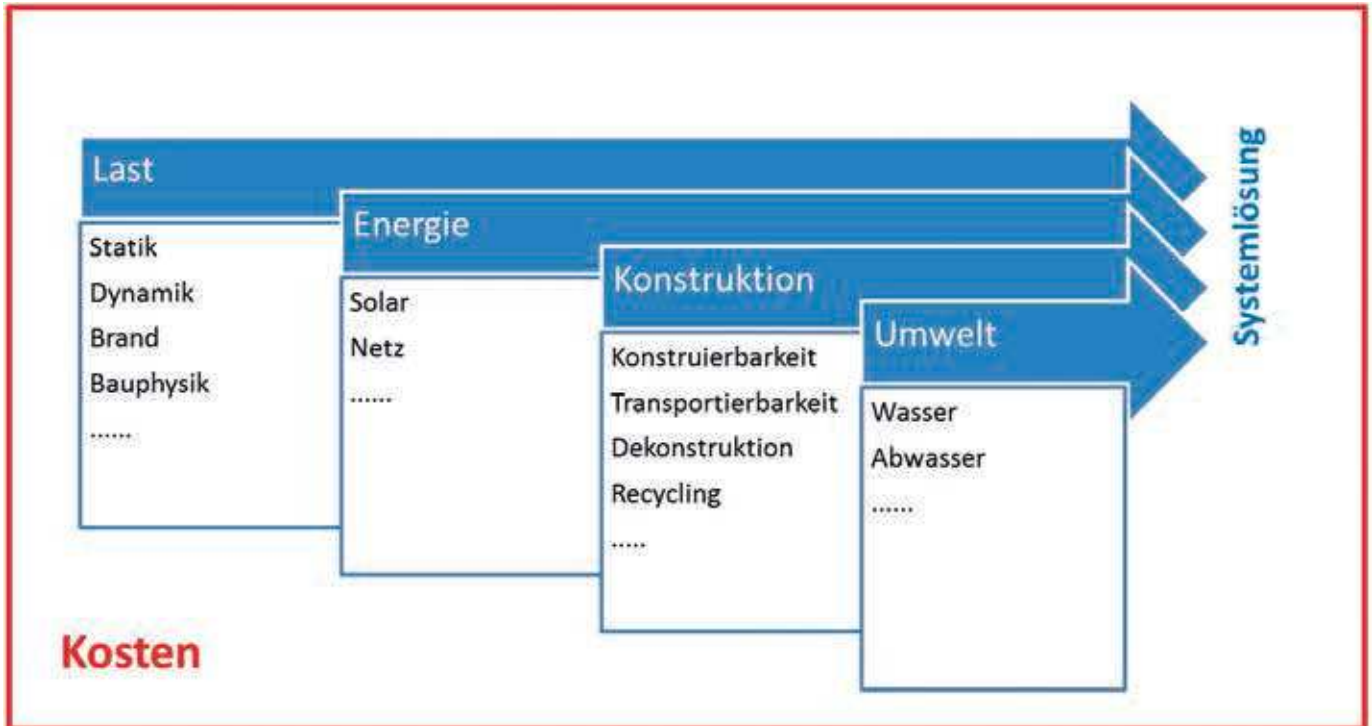 Last
Statik
Dynamik
Brand
Bauphysik
......
Energie
Solar
Netz
......
Konstruktion
Konstruierbarkeit
Transportierbarkeit
Dekonstruktion
Recycling
.....
Umwelt
Wasser
Abwasser
......
Systemlösung
Kosten